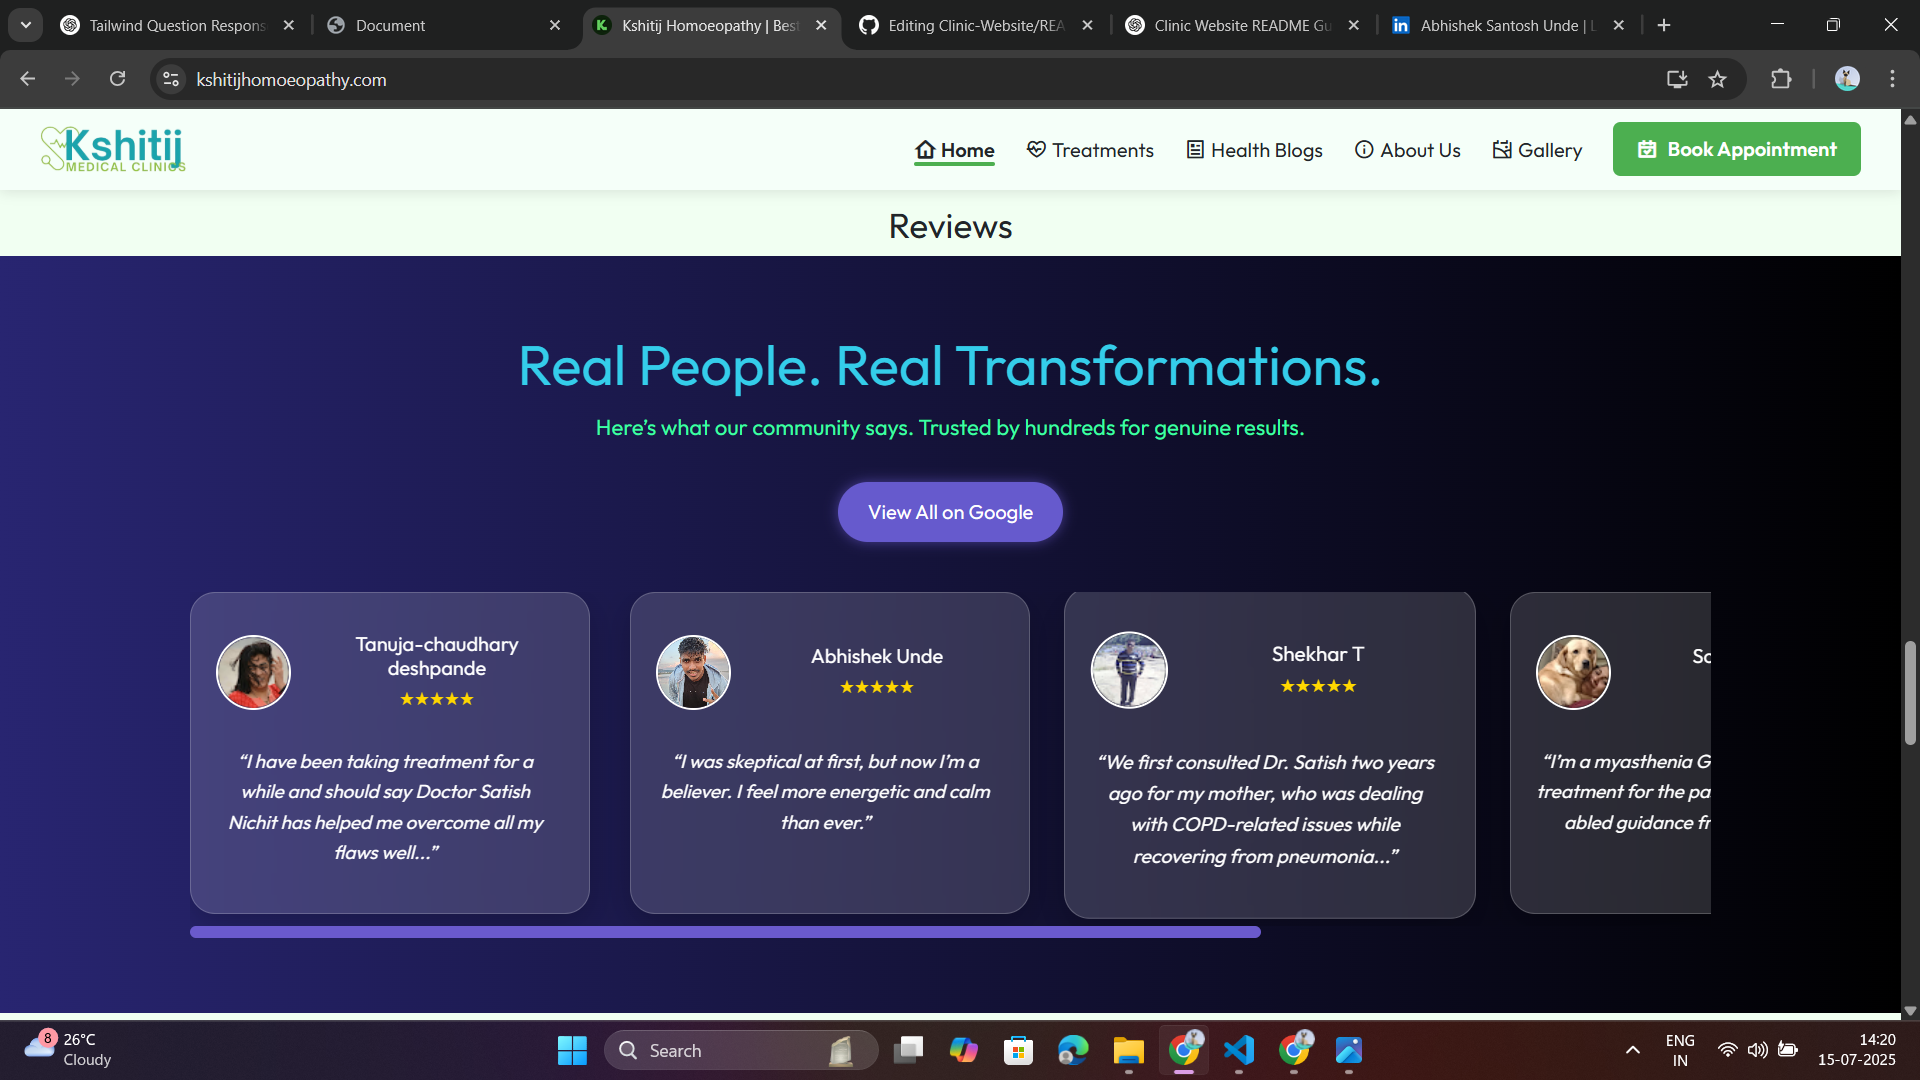 Tailwind Question Respons
Document
Kshitij Homoeopathy | Best
Editing Clinic-Website/REA
Clinic Website README Gu
Abhishek Santosh Unde | L
kshitijhomoeopathy.com
Kshitij
MEDICAL CLINICS
Home
Treatments
Health Blogs
About Us
Gallery
Book Appointment
Reviews
Real People. Real Transformations.
Here’s what our community says. Trusted by hundreds for genuine results.
View All on Google
Tanuja-chaudhary
deshpande
★★★★★
“I have been taking treatment for a
while and should say Doctor Satish
Nichit has helped me overcome all my
flaws well...”
Abhishek Unde
★★★★★
“I was skeptical at first, but now I’m a
believer. I feel more energetic and calm
than ever.”
Shekhar T
★★★★★
“We first consulted Dr. Satish two years
ago for my mother, who was dealing
with COPD-related issues while
recovering from pneumonia...”
“I’m a myasthenia G
treatment for the pa
abled guidance fr
8
26°C
Cloudy
Search
ENG
IN
14:20
15-07-2025